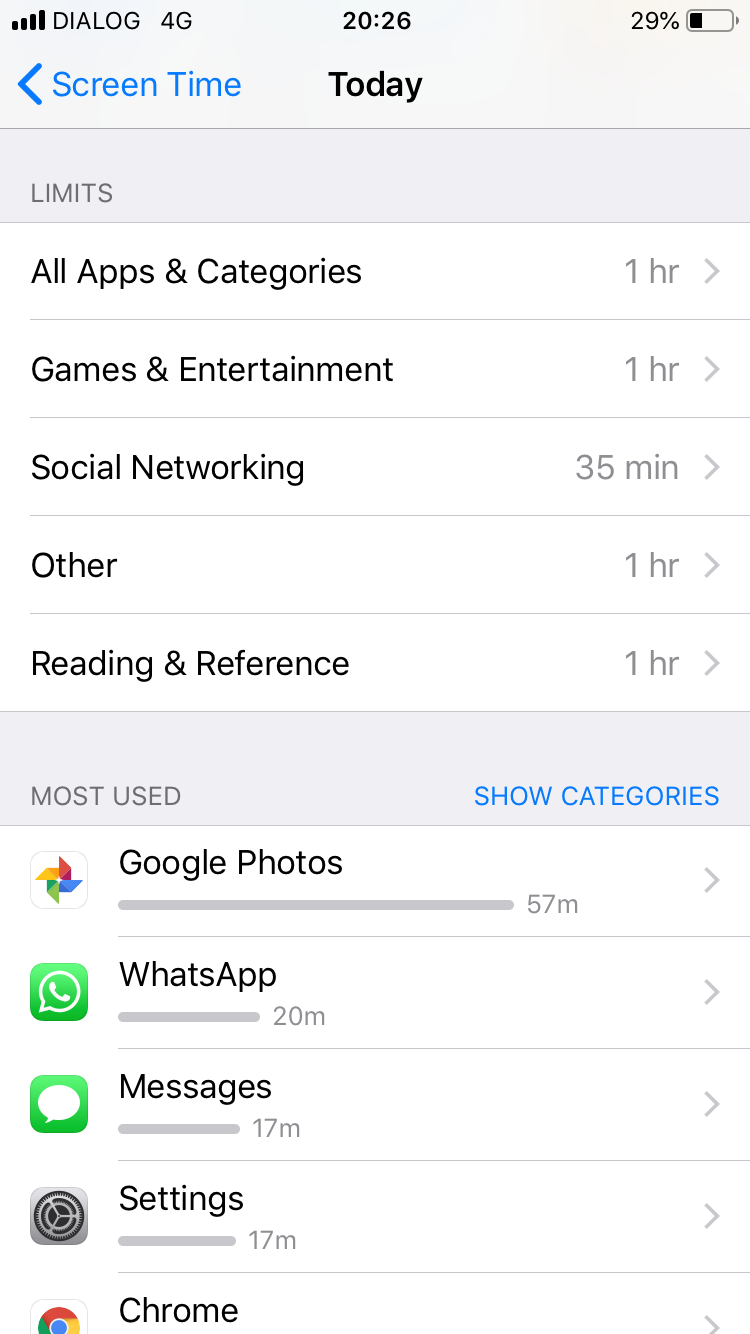 DIALOG 4G 20:26 29%
Screen Time Today
LIMITS
All Apps & Categories 1 hr
Games & Entertainment 1 hr
Social Networking 35 min
Other 1 hr
Reading & Reference 1 hr
MOST USED SHOW CATEGORIES
Google Photos
57m
WhatsApp
20m
Messages
17m
Settings
17m
Chrome